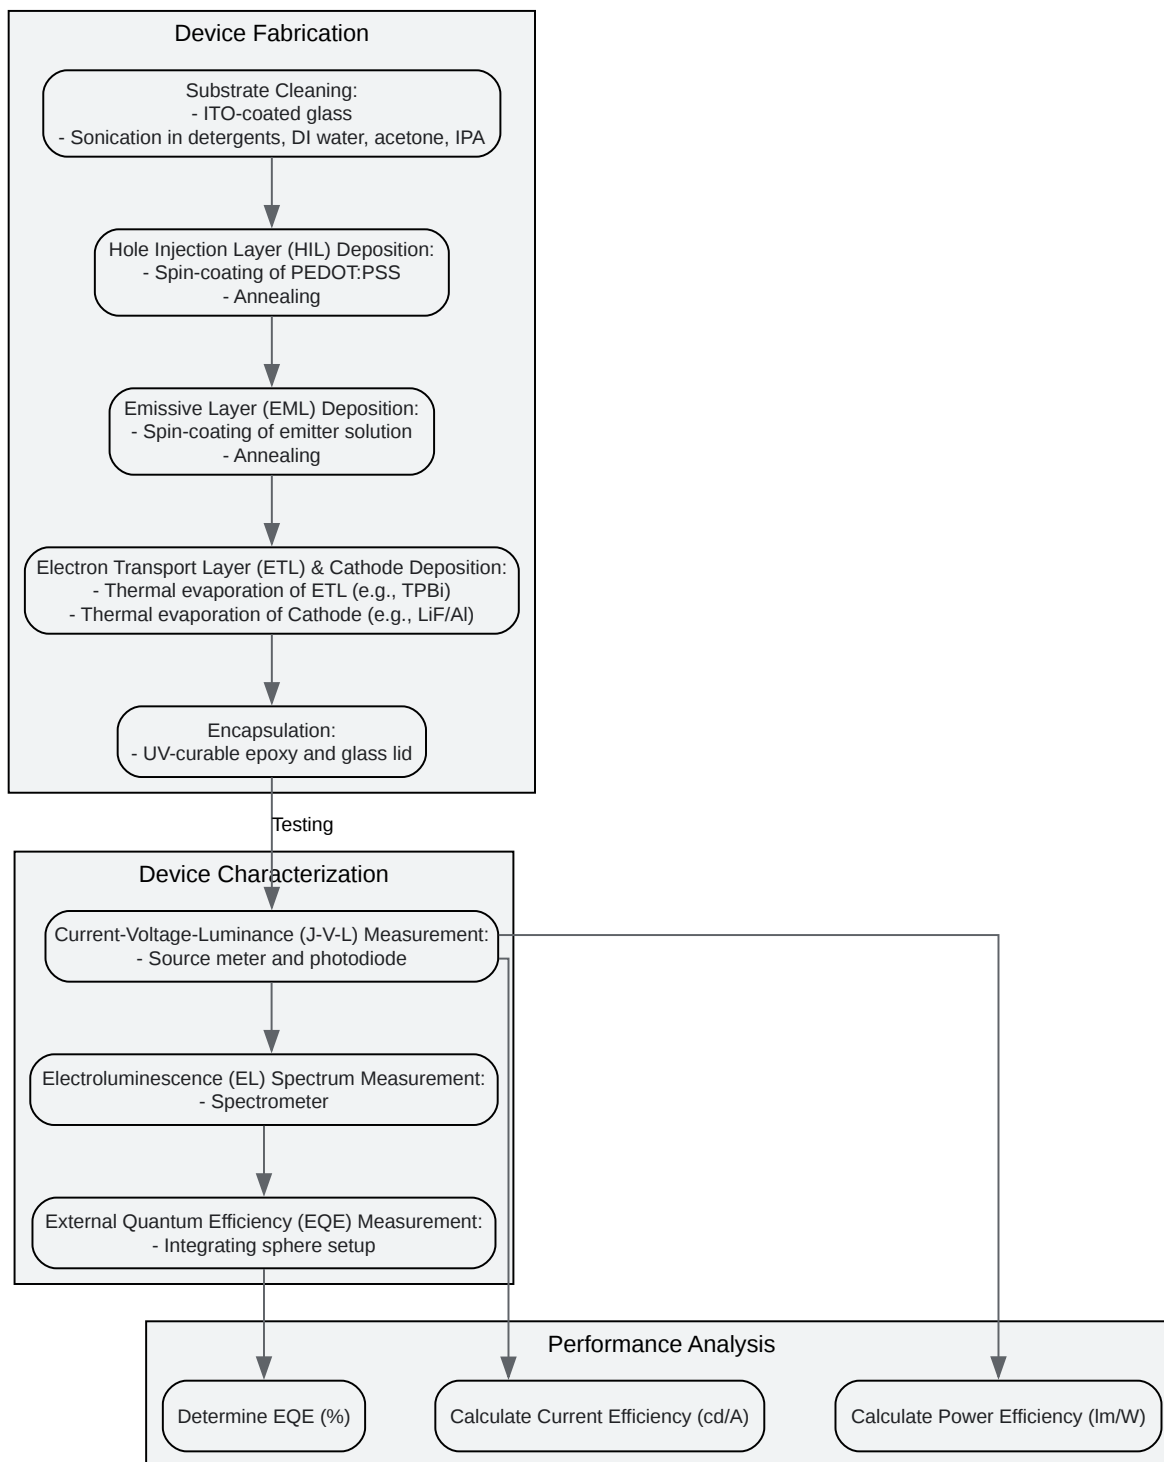 Device Fabrication
Substrate Cleaning:
- ITO-coated glass
- Sonication in detergents, DI water, acetone, IPA
Hole Injection Layer (HIL) Deposition:
- Spin-coating of PEDOT:PSS
- Annealing
Emissive Layer (EML) Deposition:
- Spin-coating of emitter solution
- Annealing
Electron Transport Layer (ETL) & Cathode Deposition:
- Thermal evaporation of ETL (e.g., TPBi)
- Thermal evaporation of Cathode (e.g., LiF/Al)
Encapsulation:
- UV-curable epoxy and glass lid
Testing
Device Characterization
Current-Voltage-Luminance (J-V-L) Measurement:
- Source meter and photodiode
Electroluminescence (EL) Spectrum Measurement:
- Spectrometer
External Quantum Efficiency (EQE) Measurement:
- Integrating sphere setup
Performance Analysis
Determine EQE (%)
Calculate Current Efficiency (cd/A)
Calculate Power Efficiency (lm/W)